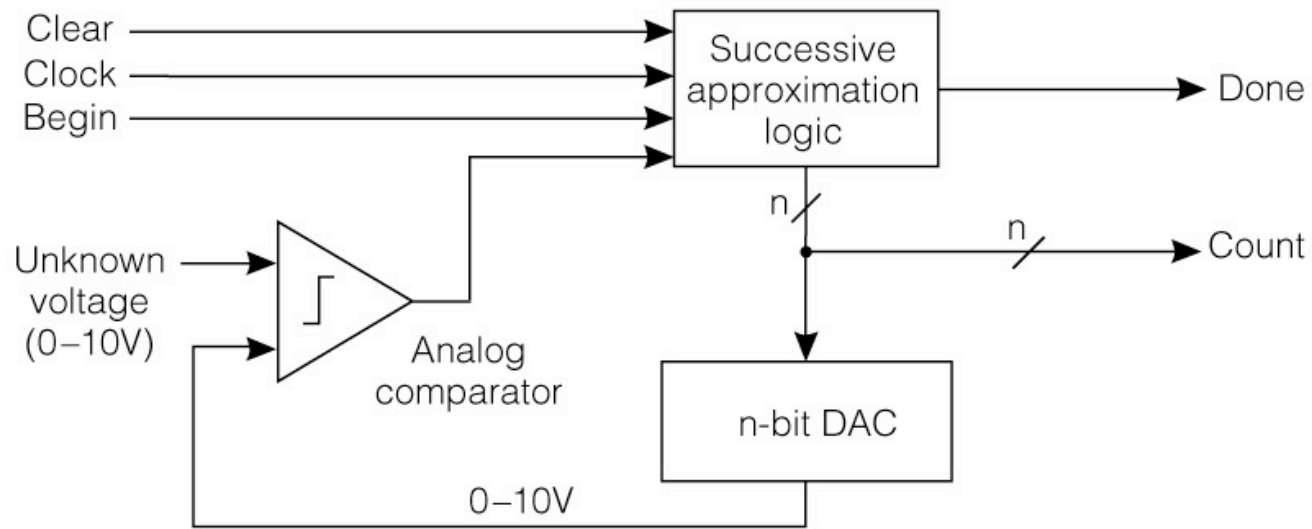 Clear
Clock
Begin
Successive
approximation
logic
Done
n
n
Count
Unknown
voltage
(0–10V)
Analog
comparator
n-bit DAC
0–10V